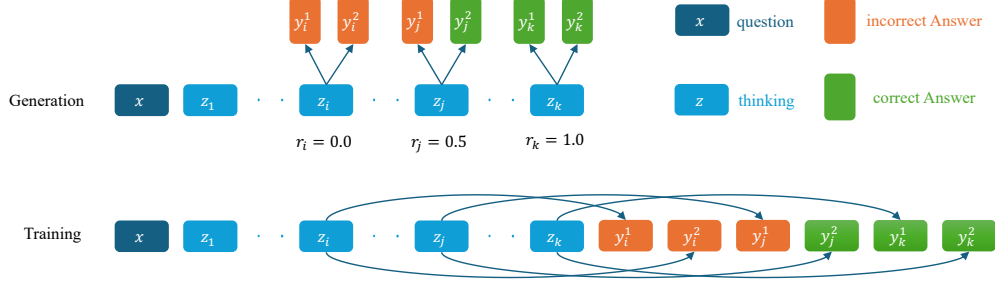 y_i^1 y_i^2 y_j^1 y_j^2 y_k^1 y_k^2 x question incorrect Answer
Generation x z_1 · · z_i · · z_j · · z_k z thinking correct Answer
r_i = 0.0 r_j = 0.5 r_k = 1.0
Training x z_1 · · z_i · · z_j · · z_k y_i^1 y_i^2 y_j^1 y_j^2 y_k^1 y_k^2